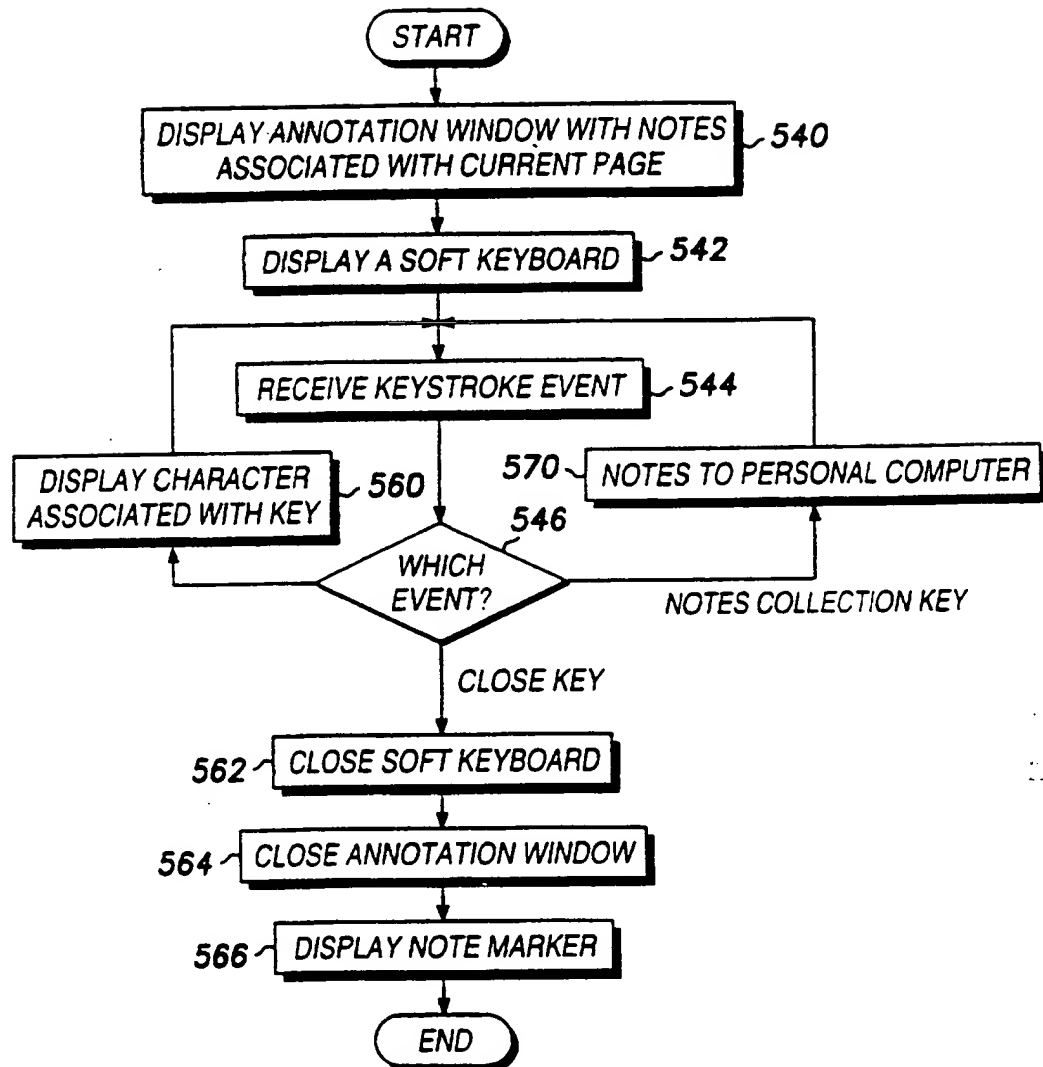 START
DISPLAY ANNOTATION WINDOW WITH NOTES
ASSOCIATED WITH CURRENT PAGE
540
DISPLAY A SOFT KEYBOARD
542
RECEIVE KEYSTROKE EVENT
544
DISPLAY CHARACTER
ASSOCIATED WITH KEY
560
570
NOTES TO PERSONAL COMPUTER
546
WHICH
EVENT?
NOTES COLLECTION KEY
CLOSE KEY
562
CLOSE SOFT KEYBOARD
564
CLOSE ANNOTATION WINDOW
566
DISPLAY NOTE MARKER
END